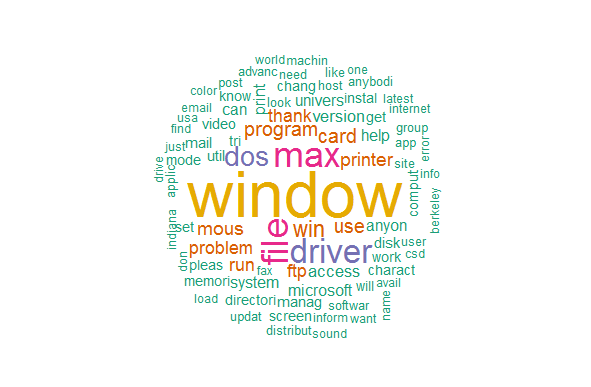 world machin
advanc need like one
color post chang host anybodi
know print look univers instal latest
email can thank version get internet
usa video program card help group
find mail tri app error
just util dos max printer site info
drive mode
applic window comput berkeley
set mous file win use anyon
indiana problem driver disk user
don pleas run fax ftp access work csd
memori system charact
load directori microsoft will avail
manag softwar name
updat screen inform want
distribut sound